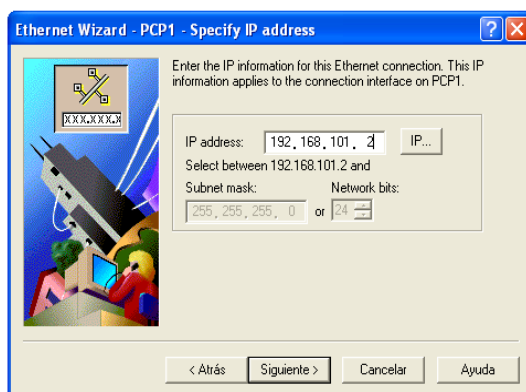 Ethernet Wizard - PCP1 - Specify IP address
XXX.XXX.X
Enter the IP information for this Ethernet connection. This IP
information applies to the connection interface on PCP1.
IP address: 192.168.101. 2 IP...
Select between 192.168.101.2 and
Subnet mask: Network bits:
255.255.255. 0 or 24
< Atrás Siguiente > Cancelar Ayuda